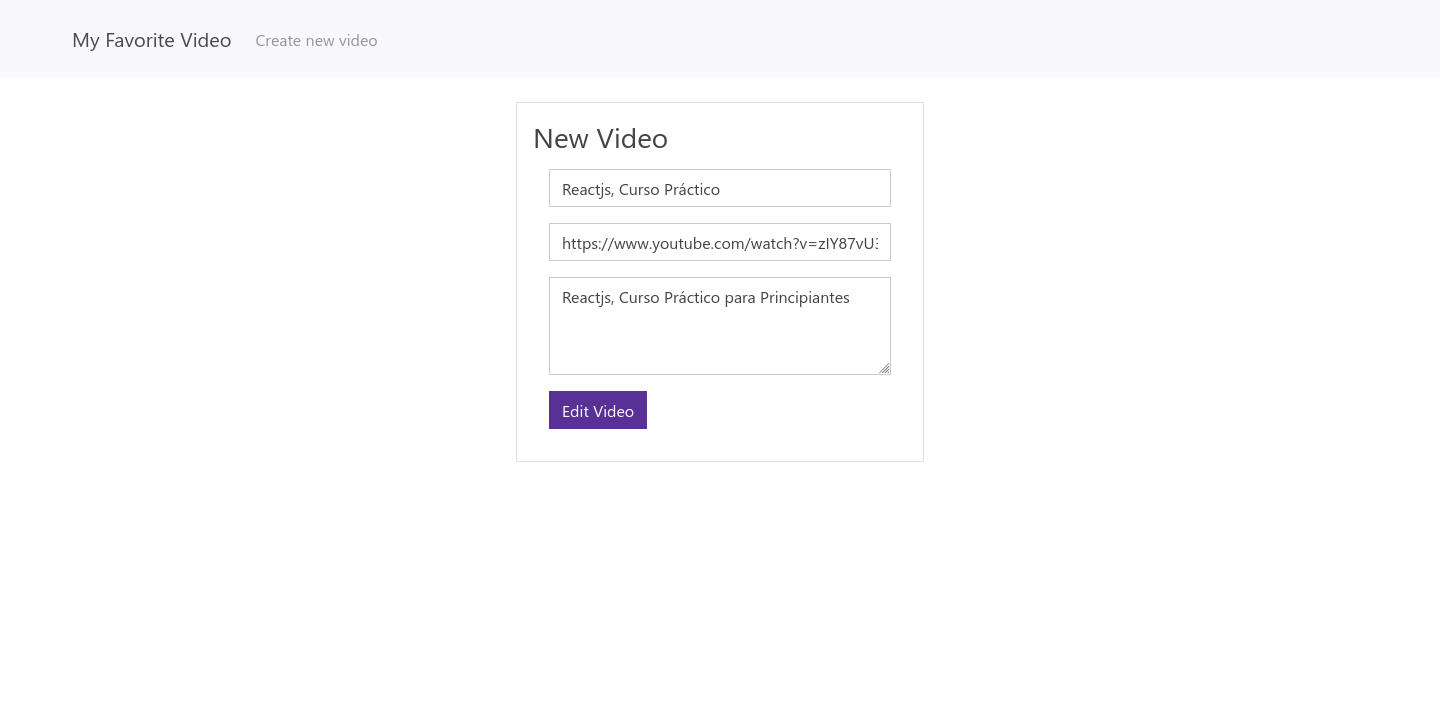 My Favorite Video Create new video
New Video
Reactjs, Curso Práctico
https://www.youtube.com/watch?v=zIY87vU
Reactjs, Curso Práctico para Principiantes
Edit Video